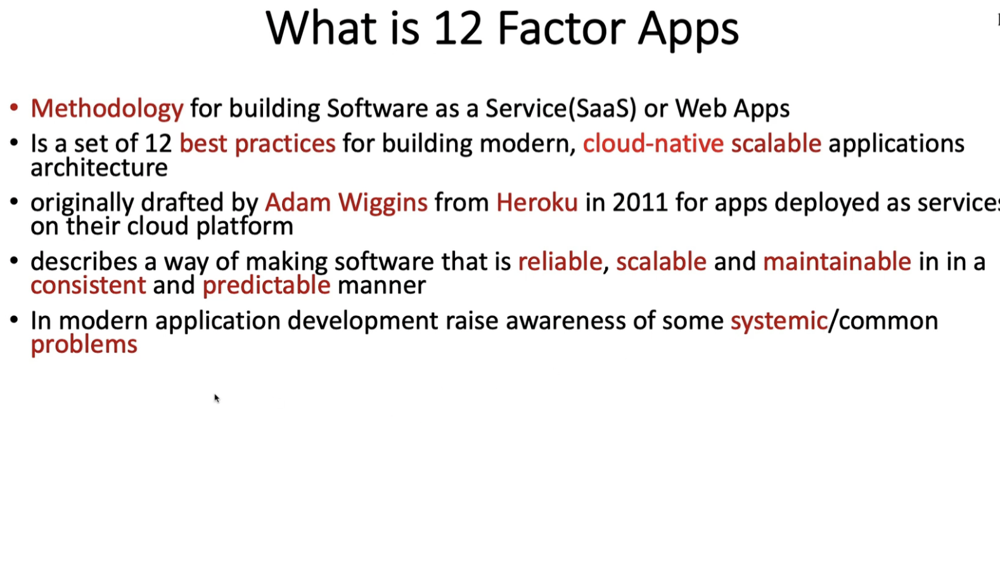 What is 12 Factor Apps
• Methodology for building Software as a Service(SaaS) or Web Apps
• Is a set of 12 best practices for building modern, cloud-native scalable applications
architecture
• originally drafted by Adam Wiggins from Heroku in 2011 for apps deployed as services
on their cloud platform
• describes a way of making software that is reliable, scalable and maintainable in in a
consistent and predictable manner
• In modern application development raise awareness of some systemic/common
problems